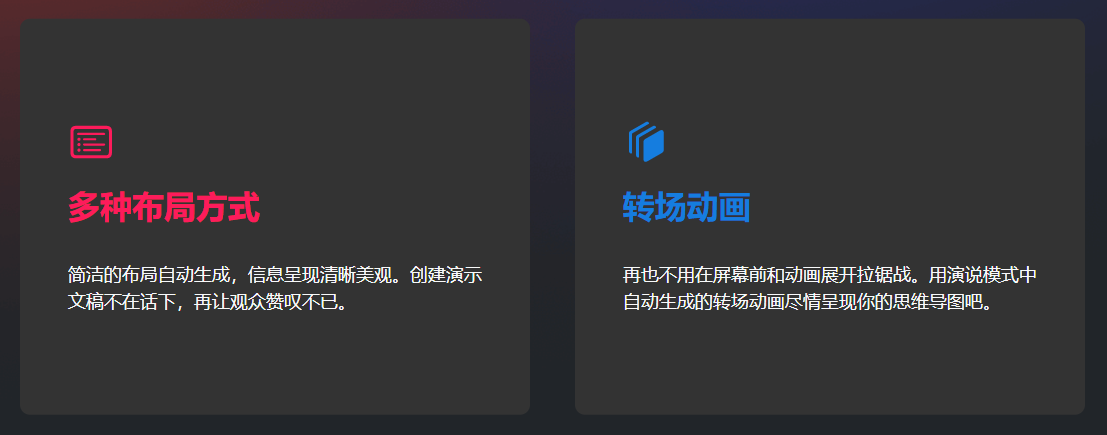 多种布局方式
简洁的布局自动生成，信息呈现清晰美观。创建演示
文稿不在话下，再让观众赞叹不已。
转场动画
再也不用在屏幕前和动画展开拉锯战。用演说模式中
自动生成的转场动画尽情呈现你的思维导图吧。